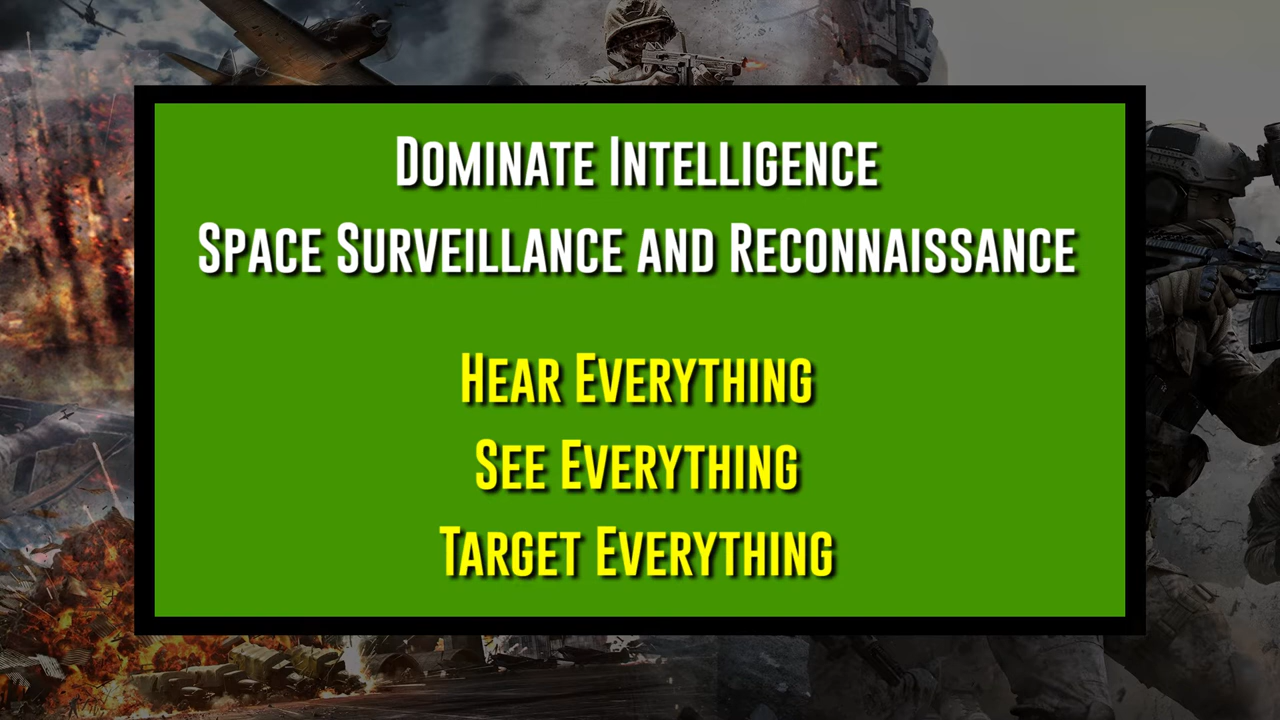 Dominate Intelligence
Space Surveillance and Reconnaissance
Hear Everything
See Everything
Target Everything